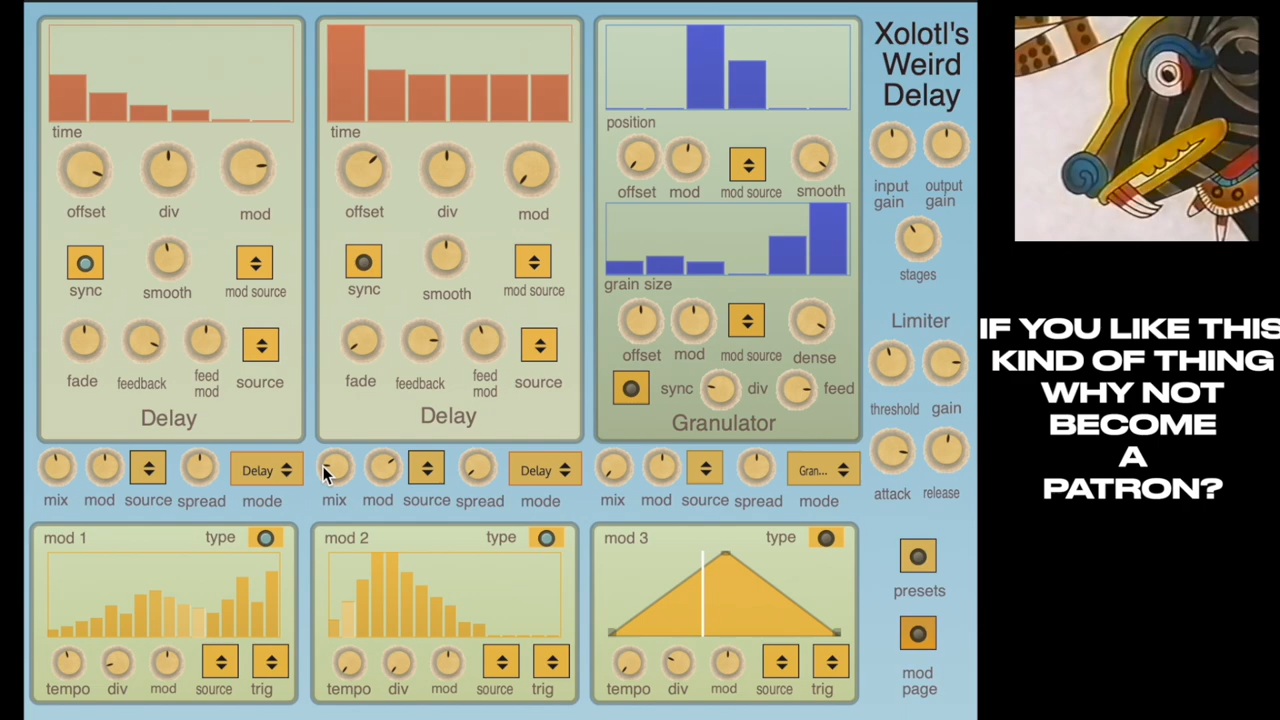 Xolotl's
Weird
Delay
time
offset div mod
sync smooth mod source
fade feedback feed mod source
Delay
time
offset div mod
sync smooth mod source
fade feedback feed mod source
Delay
position
offset mod mod source smooth
grain size
offset mod mod source dense
sync div feed
Granulator
input gain output gain
stages
Limiter
threshold gain
attack release
Delay
mix mod source spread mode
Delay
mix mod source spread mode
Gran...
mix mod source spread mode
mod 1 type
tempo div mod source trig
mod 2 type
tempo div mod source trig
mod 3 type
tempo div mod source trig
presets
mod
page
IF YOU LIKE THIS
KIND OF THING
WHY NOT
BECOME
A
PATRON?